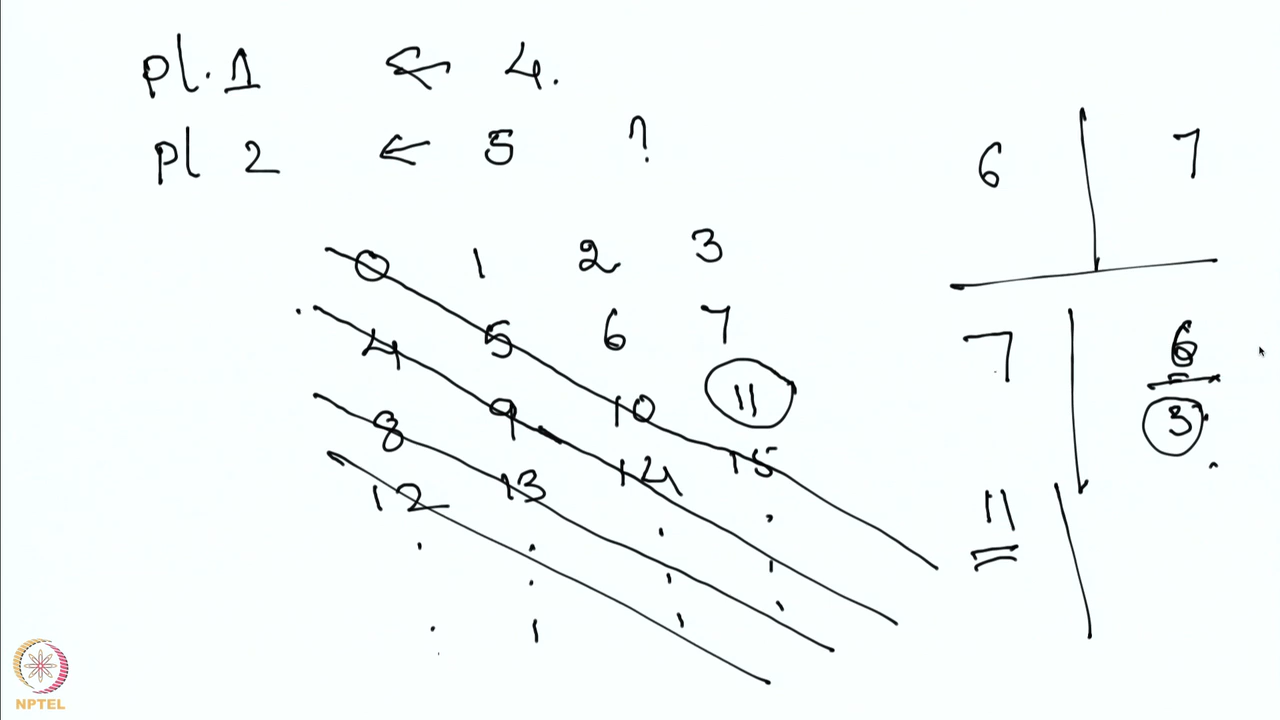 pl. 1 ← 4.
pl 2 ← 5 ?
0 1 2 3
4 5 6 7
8 9 10 11
12 13 14 15
6 7
7 6
3
11
NPTEL